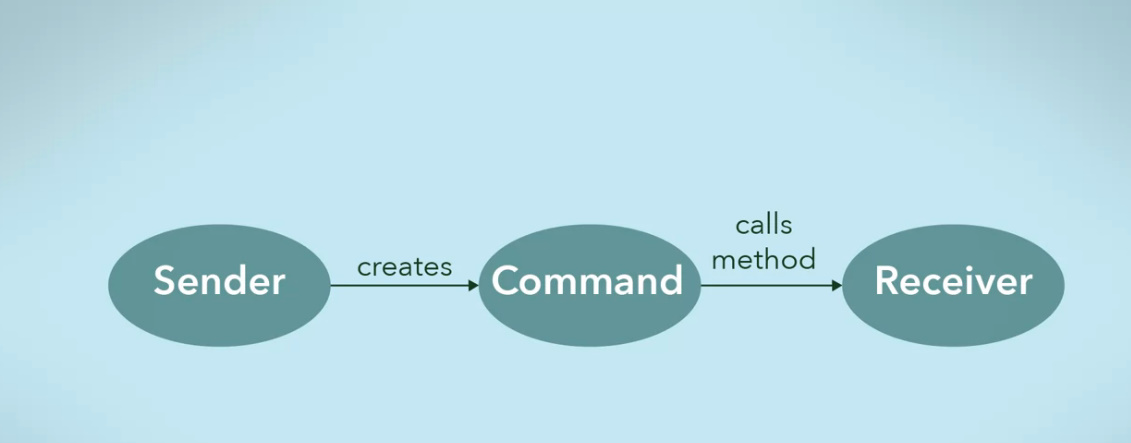 Sender
creates
Command
calls
method
Receiver